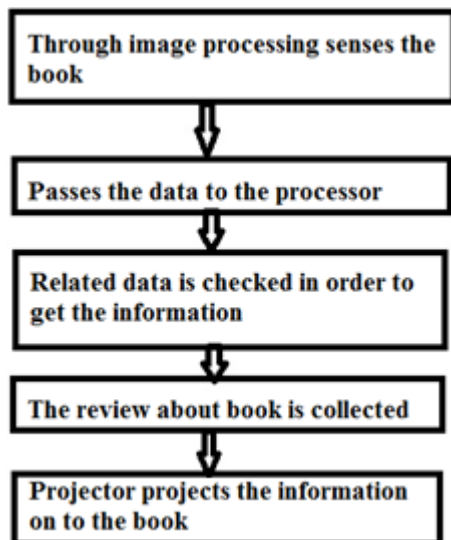 Through image processing senses the
book
Passes the data to the processor
Related data is checked in order to
get the information
The review about book is collected
Projector projects the information
on to the book